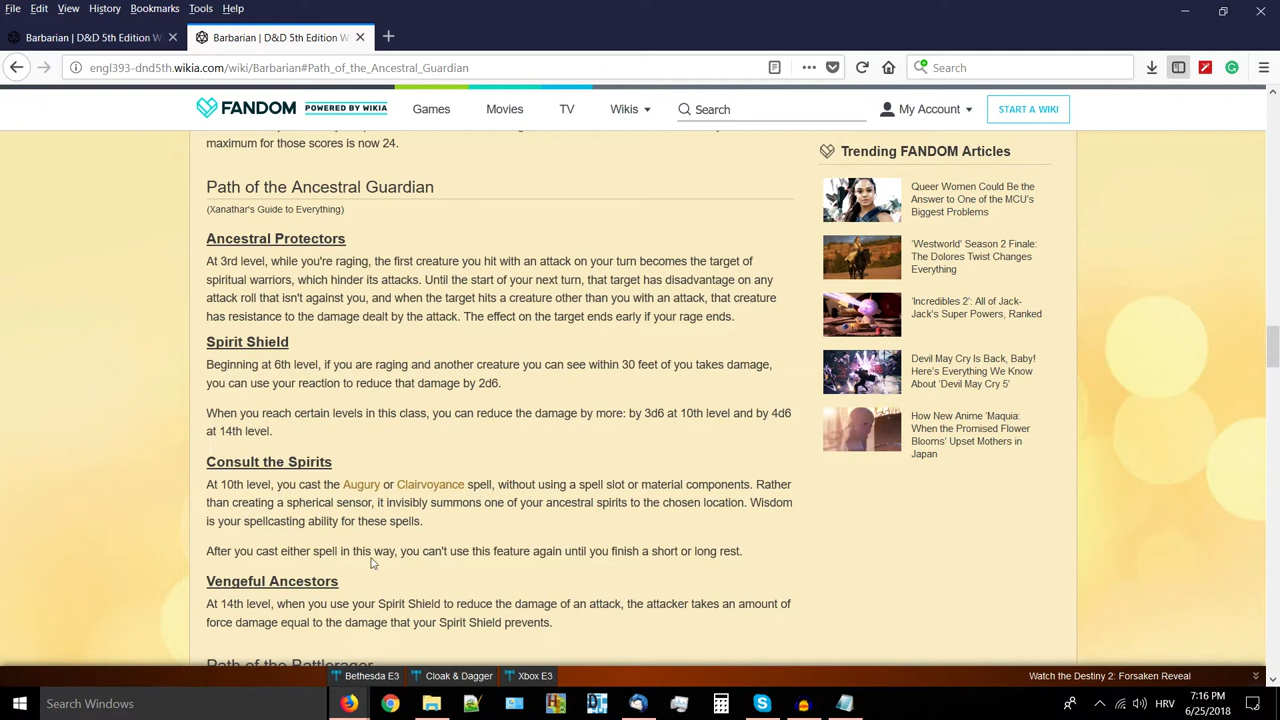 File Edit View History Bookmarks Tools Help
Barbarian | D&D 5th Edition W
Barbarian | D&D 5th Edition W
engl393-dnd5th.wikia.com/wiki/Barbarian#Path_of_the_Ancestral_Guardian
Search
FANDOM POWERED BY WIKIA Games Movies TV Wikis Search My Account START A WIKI
maximum for those scores is now 24.
Path of the Ancestral Guardian
(Xanathar's Guide to Everything)
Ancestral Protectors
At 3rd level, while you're raging, the first creature you hit with an attack on your turn becomes the target of
spiritual warriors, which hinder its attacks. Until the start of your next turn, that target has disadvantage on any
attack roll that isn't against you, and when the target hits a creature other than you with an attack, that creature
has resistance to the damage dealt by the attack. The effect on the target ends early if your rage ends.
Spirit Shield
Beginning at 6th level, if you are raging and another creature you can see within 30 feet of you takes damage,
you can use your reaction to reduce that damage by 2d6.
When you reach certain levels in this class, you can reduce the damage by more: by 3d6 at 10th level and by 4d6
at 14th level.
Consult the Spirits
At 10th level, you cast the Augury or Clairvoyance spell, without using a spell slot or material components. Rather
than creating a spherical sensor, it invisibly summons one of your ancestral spirits to the chosen location. Wisdom
is your spellcasting ability for these spells.
After you cast either spell in this way, you can't use this feature again until you finish a short or long rest.
Vengeful Ancestors
At 14th level, when you use your Spirit Shield to reduce the damage of an attack, the attacker takes an amount of
force damage equal to the damage that your Spirit Shield prevents.
Path of the Battlerager
Trending FANDOM Articles
Queer Women Could Be the
Answer to One of the MCU's
Biggest Problems
'Westworld' Season 2 Finale:
The Dolores Twist Changes
Everything
'Incredibles 2': All of Jack-
Jack's Super Powers, Ranked
Devil May Cry Is Back, Baby!
Here's Everything We Know
About 'Devil May Cry 5'
How New Anime 'Maquia:
When the Promised Flower
Blooms' Upset Mothers in
Japan
Bethesda E3 Cloak & Dagger Xbox E3 Watch the Destiny 2: Forsaken Reveal
Search Windows
HRV
7:16 PM
6/25/2018